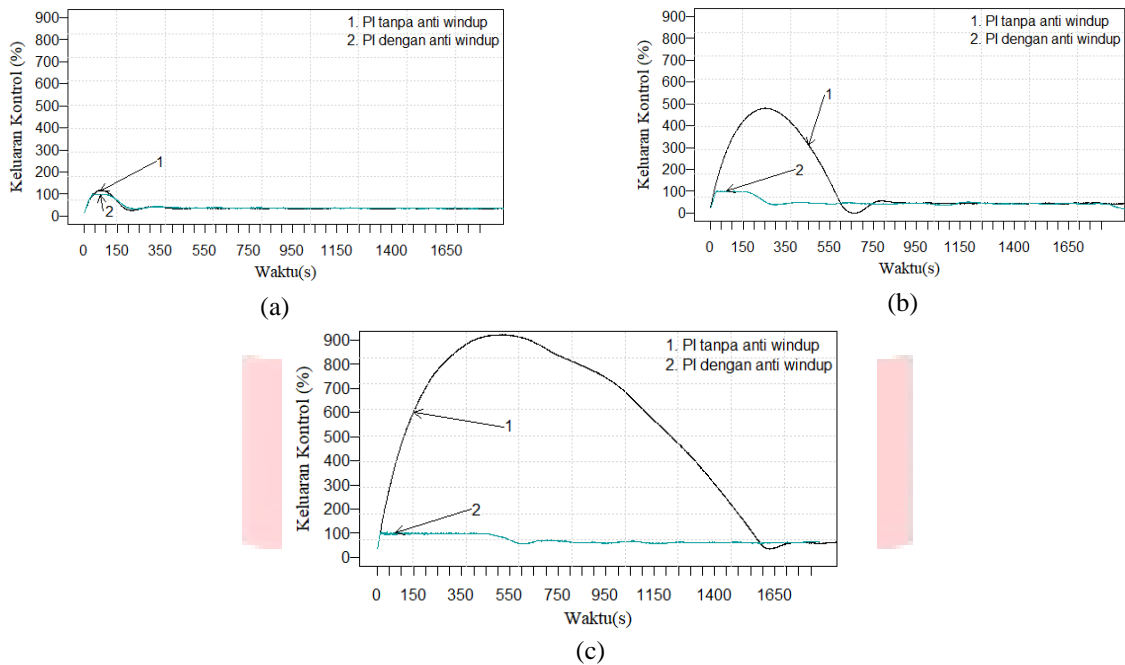 900
800
700
600
500
400
300
200
100
0
Keluaran Kontrol (%)
1. PI tanpa anti windup
2. PI dengan anti windup
1
2
0 150 350 550 750 950 1150 1400 1650
Waktu(s)
(a)
900
800
700
600
500
400
300
200
100
0
Keluaran Kontrol (%)
1. PI tanpa anti windup
2. PI dengan anti windup
1
2
0 150 350 550 750 950 1150 1400 1650
Waktu(s)
(b)
900
800
700
600
500
400
300
200
100
0
Keluaran Kontrol (%)
1. PI tanpa anti windup
2. PI dengan anti windup
1
2
0 150 350 550 750 950 1150 1400 1650
Waktu(s)
(c)